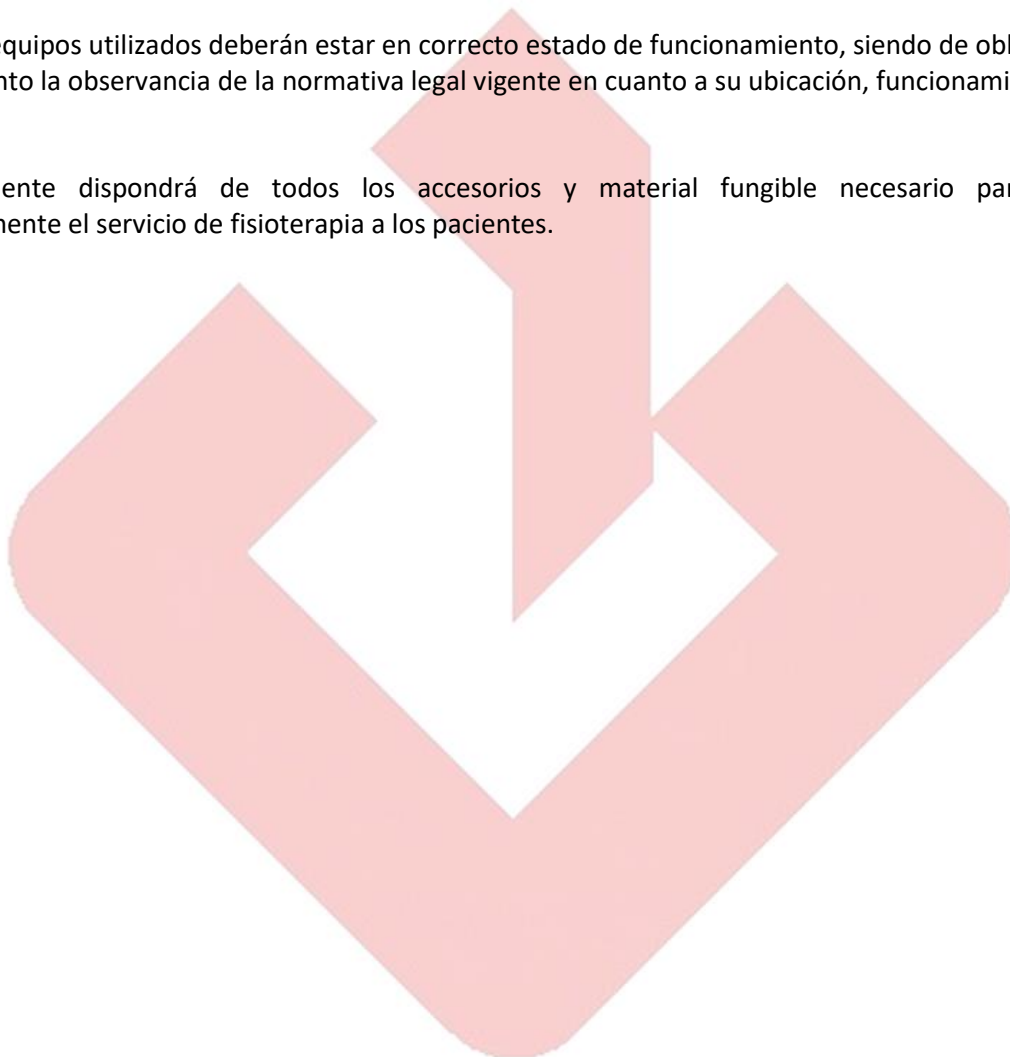 equipos utilizados deberán estar en correcto estado de funcionamiento, siendo de obl
nto la observancia de la normativa legal vigente en cuanto a su ubicación, funcionami
ente dispondrá de todos los accesorios y material fungible necesario par
mente el servicio de fisioterapia a los pacientes.